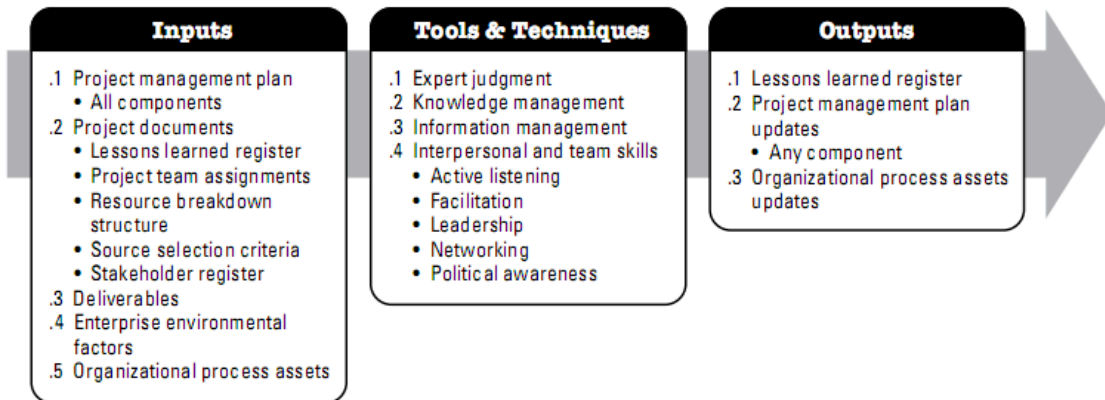 Inputs
.1 Project management plan
• All components
.2 Project documents
• Lessons learned register
• Project team assignments
• Resource breakdown
structure
• Source selection criteria
• Stakeholder register
.3 Deliverables
.4 Enterprise environmental
factors
.5 Organizational process assets
Tools & Techniques
.1 Expert judgment
.2 Knowledge management
.3 Information management
.4 Interpersonal and team skills
• Active listening
• Facilitation
• Leadership
• Networking
• Political awareness
Outputs
.1 Lessons learned register
.2 Project management plan
updates
• Any component
.3 Organizational process assets
updates